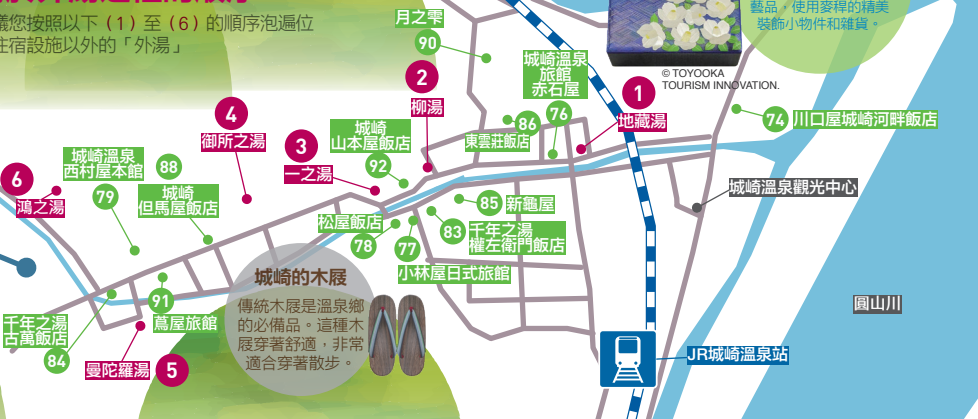 議您按照以下（1）至（6）的順序泡遍位
住宿設施以外的「外湯」
藝品，使用麥稈的精美
裝飾小物件和雜貨。
© TOYOOKA
TOURISM INNOVATION.
月之雫
90
城崎溫泉
旅館
赤石屋
76
2
柳湯
1
地藏湯
86
東雲莊飯店
74 川口屋城崎河畔飯店
4
御所之湯
3
一之湯
城崎
山本屋飯店
92
城崎溫泉
西村屋本館
79
88
城崎
但馬屋飯店
6
鴻之湯
城崎溫泉觀光中心
松屋飯店
78
77
小林屋日式旅館
85 新龜屋
83 千年之湯
權左衛門飯店
城崎的木屐
傳統木屐是溫泉鄉
的必備品。這種木
屐穿著舒適，非常
適合穿著散步。
圓山川
91
蔦屋旅館
千年之湯
古萬飯店
84
曼陀羅湯 5
JR城崎溫泉站